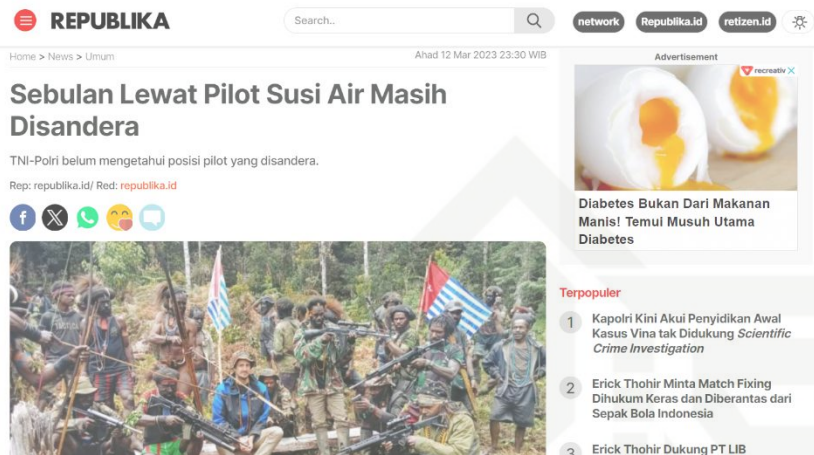 REPUBLIKA
Search..
network
Republika.id
retizen.id
Home > News > Umum
Ahad 12 Mar 2023 23:30 WIB
Sebulan Lewat Pilot Susi Air Masih
Disandera
TNI-Polri belum mengetahui posisi pilot yang disandera.
Rep: republika.id/ Red: republika.id
Advertisement
recreativ
Diabetes Bukan Dari Makanan
Manis! Temui Musuh Utama
Diabetes
Terpopuler
1
Kapolri Kini Akui Penyidikan Awal
Kasus Vina tak Didukung Scientific
Crime Investigation
2
Erick Thohir Minta Match Fixing
Dihukum Keras dan Diberantas dari
Sepak Bola Indonesia
3
Erick Thohir Dukung PT LIB